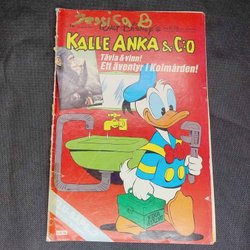 Jessica B
WALT DISNEY'S
KALLE ANKA & C:O
Tävla & vinn!
Ett äventyr i Kolmården!